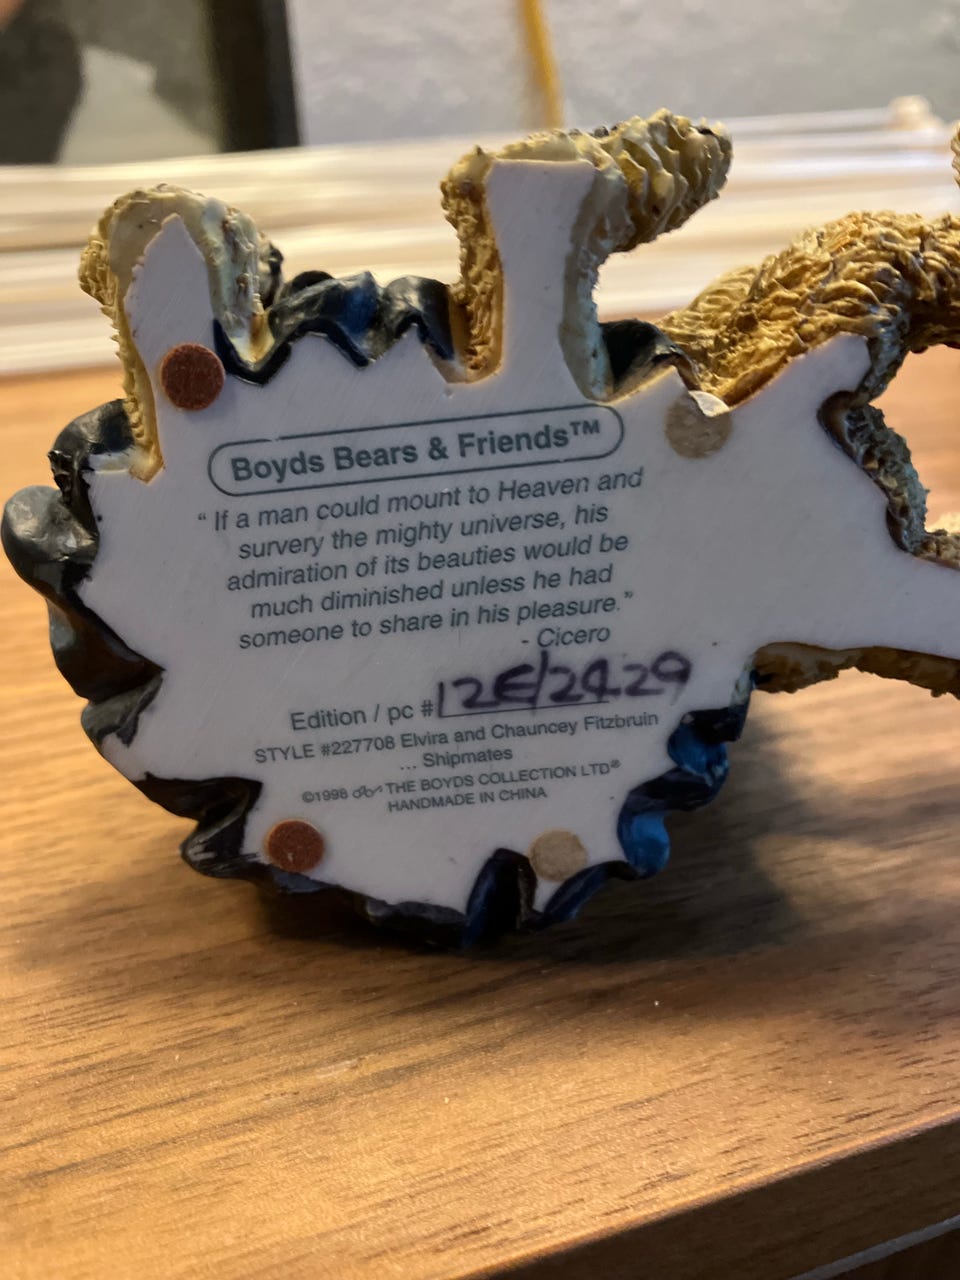 Boyds Bears & Friends™
“ If a man could mount to Heaven and
survery the mighty universe, his
admiration of its beauties would be
much diminished unless he had
someone to share in his pleasure.”
- Cicero
Edition / pc # 12E/2429
STYLE #227708 Elvira and Chauncey Fitzbruin
... Shipmates
©1998 THE BOYDS COLLECTION LTD®
HANDMADE IN CHINA